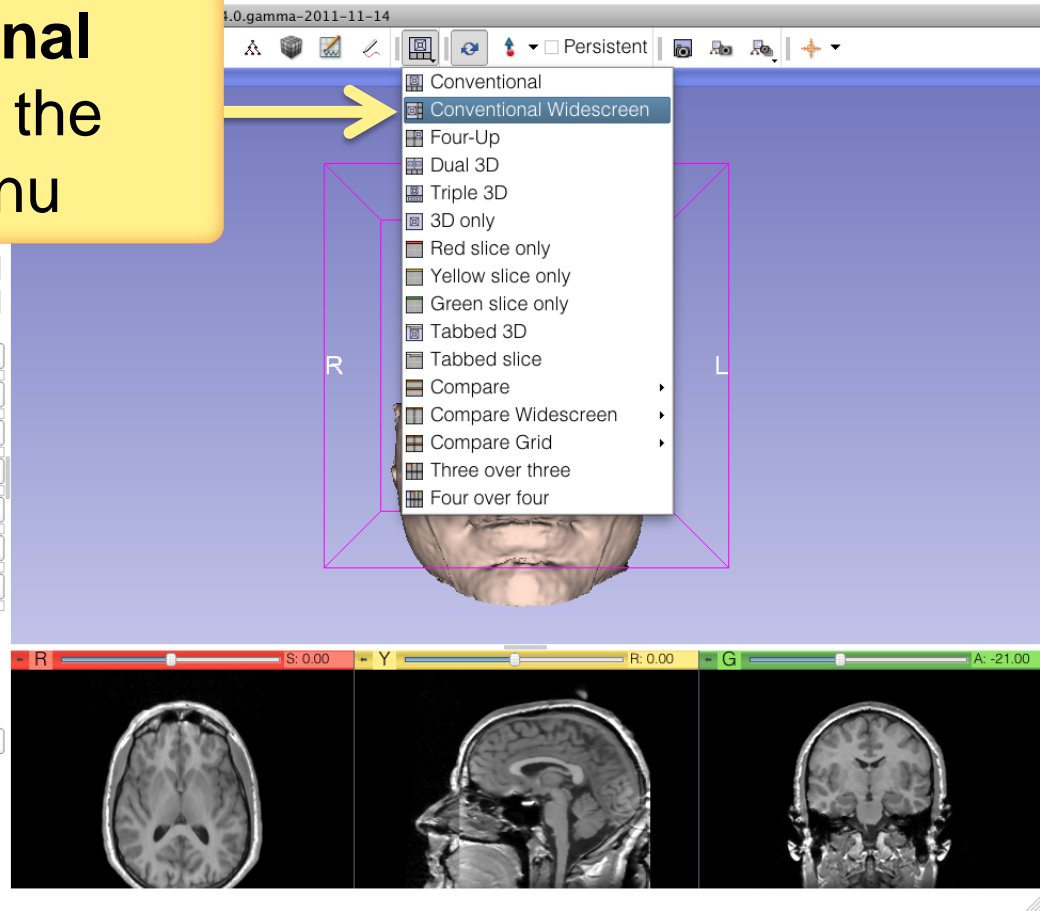 nal
the
nu
4.0.gamma-2011-11-14
Persistent
Conventional
Conventional Widescreen
Four-Up
Dual 3D
Triple 3D
3D only
Red slice only
Yellow slice only
Green slice only
Tabbed 3D
Tabbed slice
Compare
Compare Widescreen
Compare Grid
Three over three
Four over four
R
L
R S: 0.00
Y R: 0.00
G A: -21.00